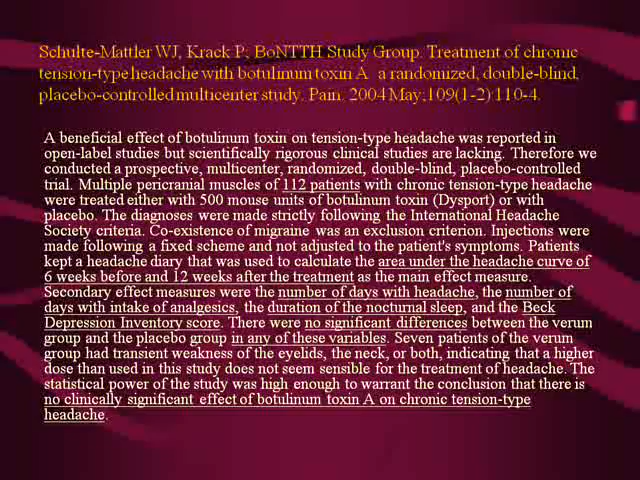 Schulte-Mattler WJ, Krack P; BoNTTH Study Group. Treatment of chronic
tension-type headache with botulinum toxin A a randomized, double-blind,
placebo-controlled multicenter study. Pain. 2004 May;109(1-2):110-4.
A beneficial effect of botulinum toxin on tension-type headache was reported in
open-label studies but scientifically rigorous clinical studies are lacking. Therefore we
conducted a prospective, multicenter, randomized, double-blind, placebo-controlled
trial. Multiple pericranial muscles of 112 patients with chronic tension-type headache
were treated either with 500 mouse units of botulinum toxin (Dysport) or with
placebo. The diagnoses were made strictly following the International Headache
Society criteria. Co-existence of migraine was an exclusion criterion. Injections were
made following a fixed scheme and not adjusted to the patient's symptoms. Patients
kept a headache diary that was used to calculate the area under the headache curve of
6 weeks before and 12 weeks after the treatment as the main effect measure.
Secondary effect measures were the number of days with headache, the number of
days with intake of analgesics, the duration of the nocturnal sleep, and the Beck
Depression Inventory score. There were no significant differences between the verum
group and the placebo group in any of these variables. Seven patients of the verum
group had transient weakness of the eyelids, the neck, or both, indicating that a higher
dose than used in this study does not seem sensible for the treatment of headache. The
statistical power of the study was high enough to warrant the conclusion that there is
no clinically significant effect of botulinum toxin A on chronic tension-type
headache.